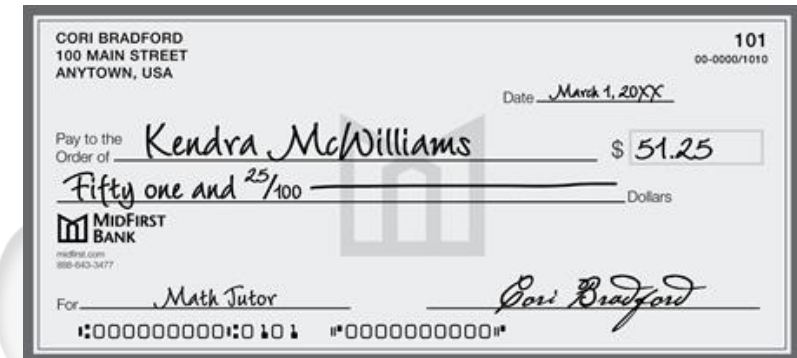 CORI BRADFORD 101
100 MAIN STREET 00-0000/1010
ANYTOWN, USA
Date March 1, 20XX
Pay to the
Order of Kendra McWilliams $ 51.25
Fifty one and 25/100 Dollars
MIDFIRST
BANK
midfirst.com
888-643-3477
For Math Tutor Cori Bradford
⑆000000000⑆0101 ⑈0000000000⑈